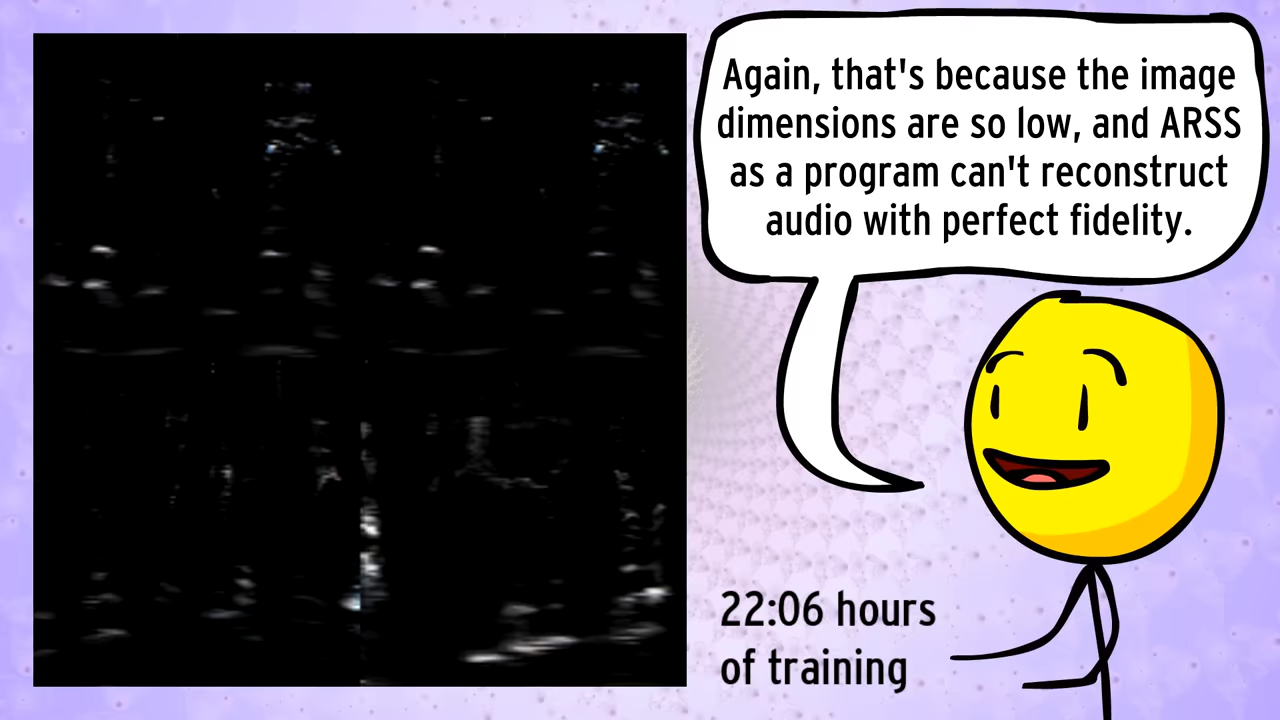 Again, that's because the image
dimensions are so low, and ARSS
as a program can't reconstruct
audio with perfect fidelity.
22:06 hours
of training